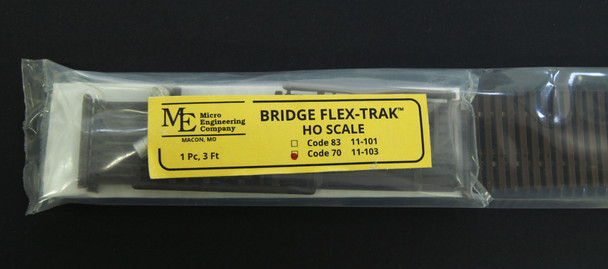 ME Micro
Engineering
Company
MACON, MO
1 Pc, 3 Ft
BRIDGE FLEX-TRAK™
HO SCALE
Code 83 11-101
Code 70 11-103